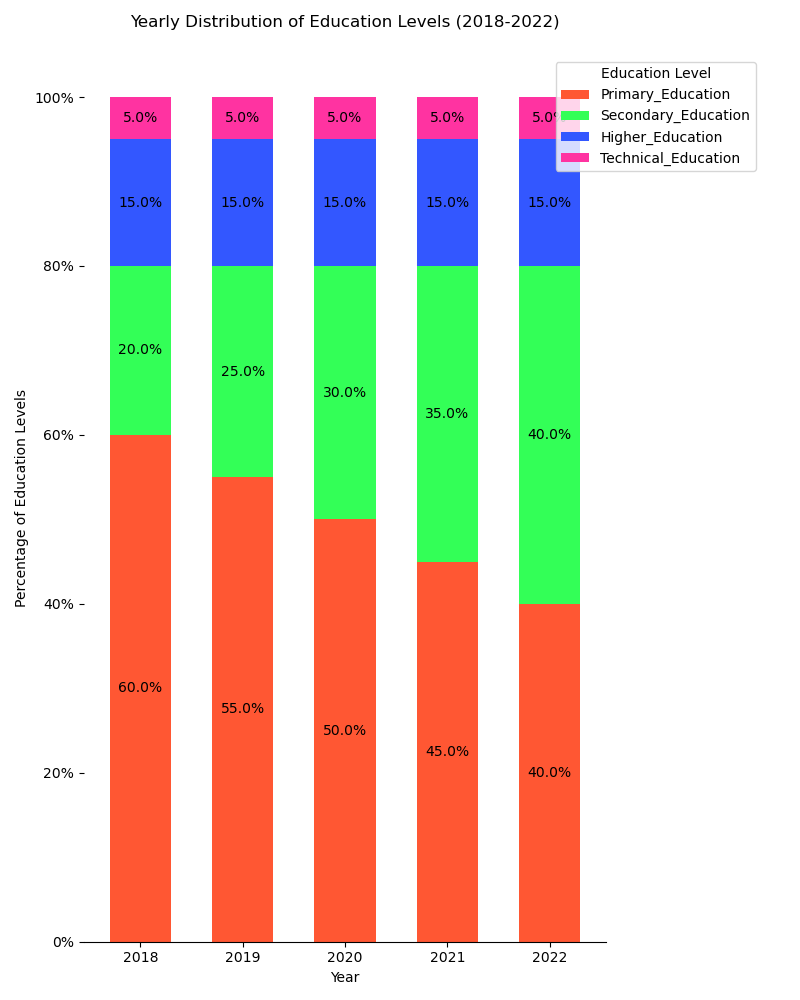 Yearly Distribution of Education Levels (2018-2022)
Education Level
Primary_Education
Secondary_Education
Higher_Education
Technical_Education
100%
80%
60%
40%
20%
0%
Percentage of Education Levels
5.0% 5.0% 5.0% 5.0% 5.0%
15.0% 15.0% 15.0% 15.0% 15.0%
20.0% 25.0% 30.0% 35.0% 40.0%
60.0% 55.0% 50.0% 45.0% 40.0%
2018 2019 2020 2021 2022
Year